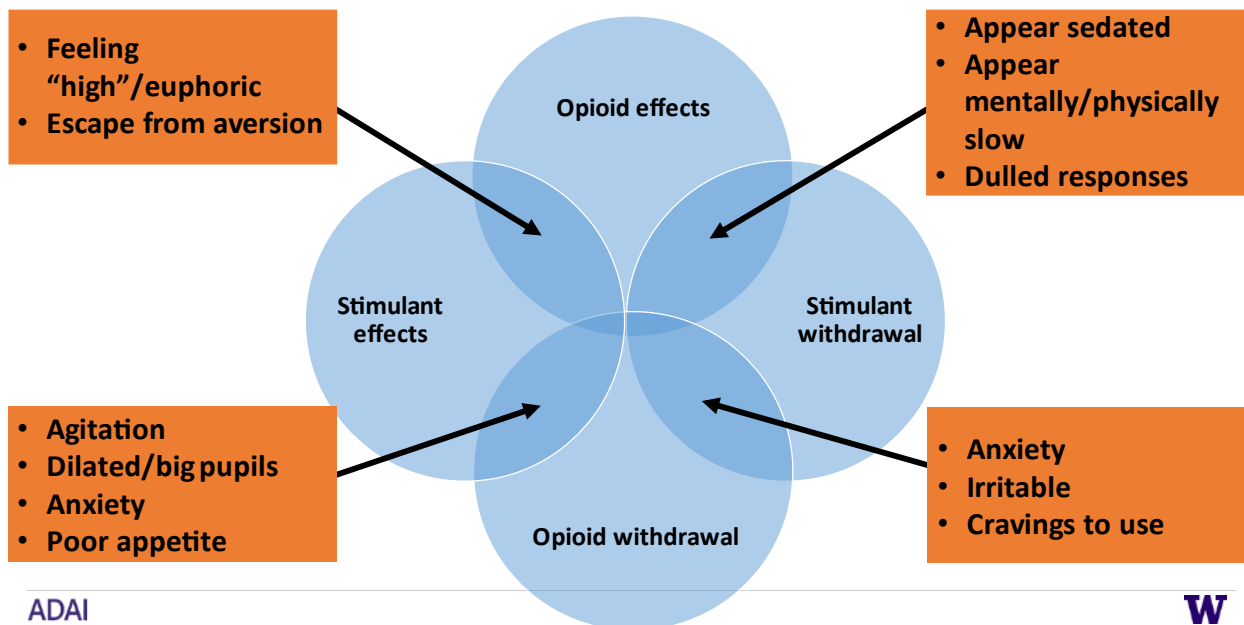 • Feeling
“high”/euphoric
• Escape from aversion
• Appear sedated
• Appear
mentally/physically
slow
• Dulled responses
Opioid effects
Stimulant
effects
Stimulant
withdrawal
Opioid withdrawal
• Agitation
• Dilated/big pupils
• Anxiety
• Poor appetite
• Anxiety
• Irritable
• Cravings to use
ADAI
W